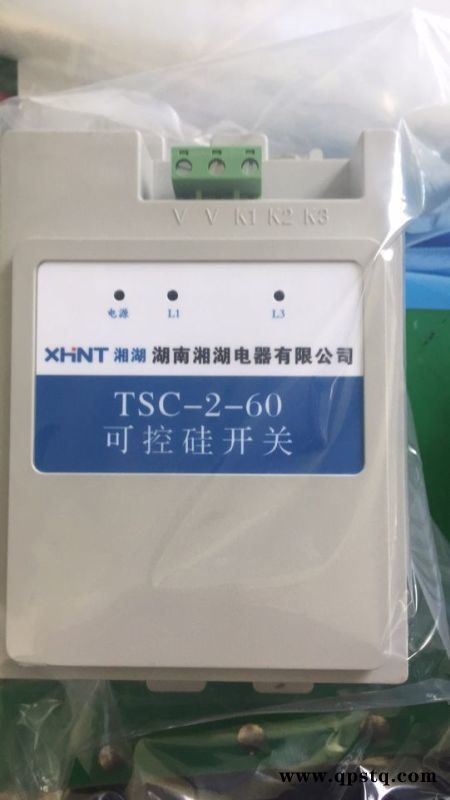 V V K1 K2 K3
电源 L1 L3
XHNT 湘湖 湖南湘湖电器有限公司
TSC-2-60
可控硅开关
www.qpstq.com